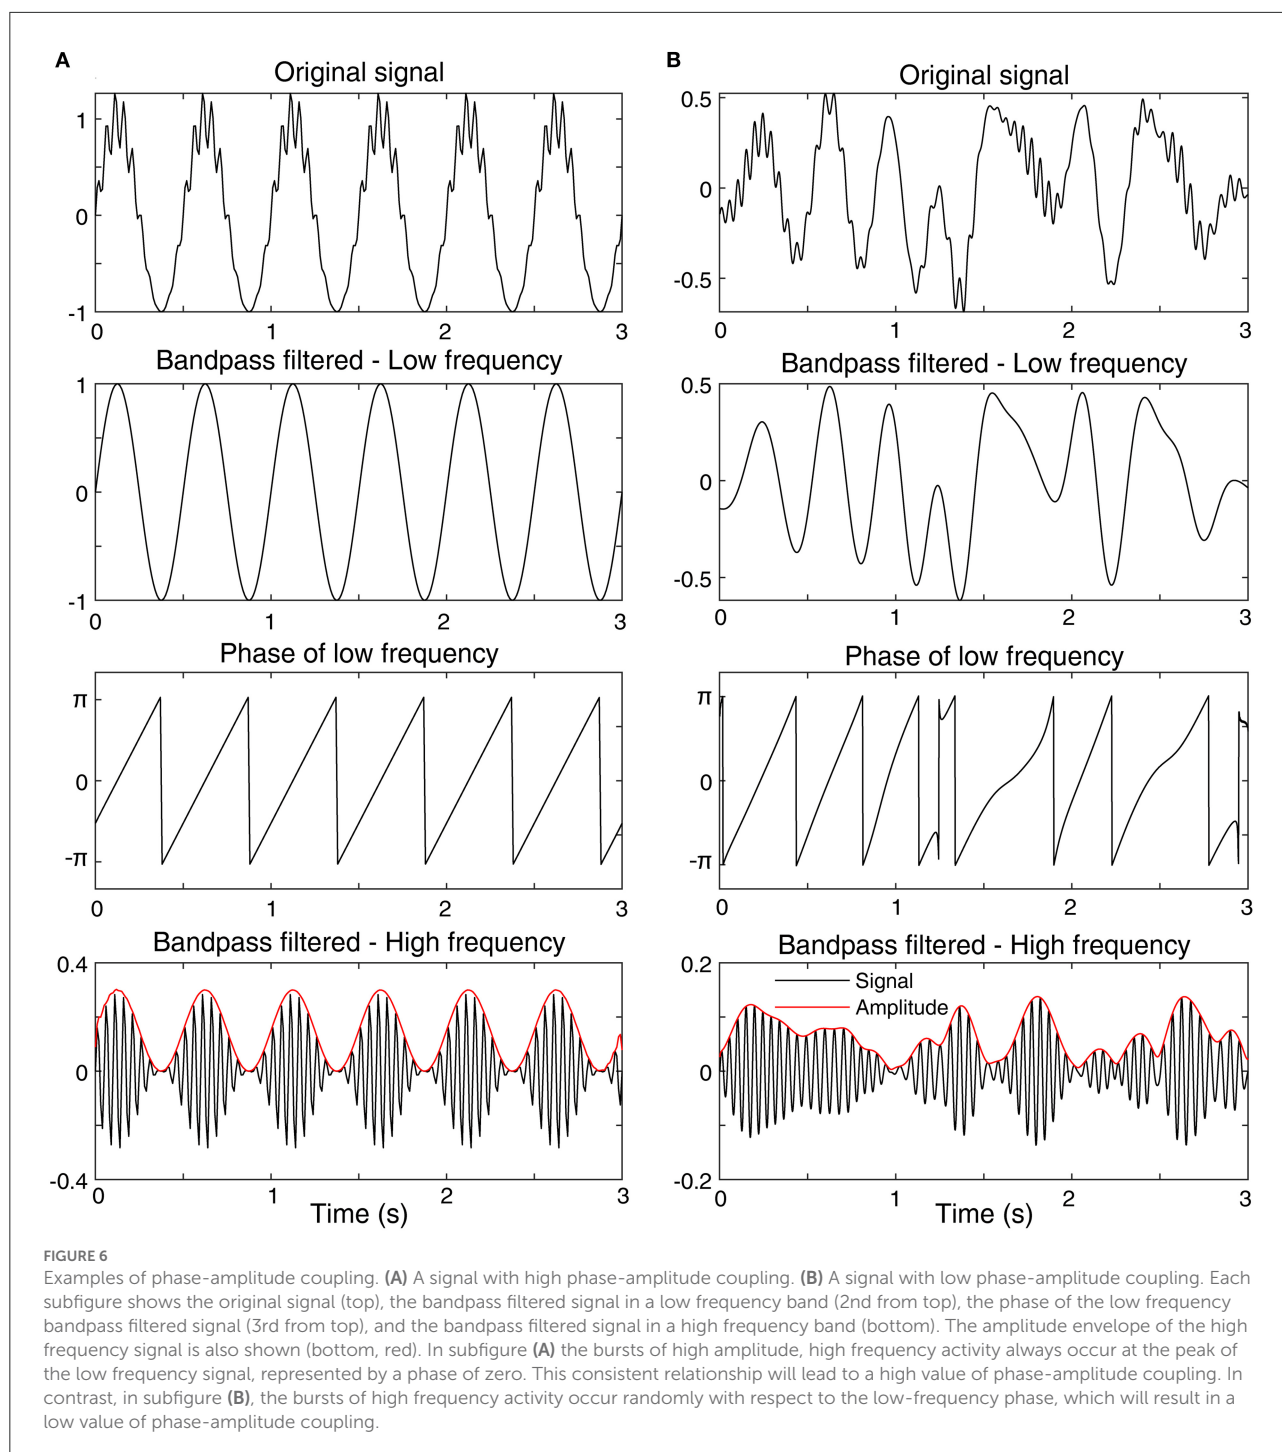 A
Original signal
1
0
-1
0
1
2
3
Bandpass filtered - Low frequency
1
0
-1
0
1
2
3
Phase of low frequency
π
0
-π
0
1
2
3
Bandpass filtered - High frequency
0.4
0
-0.4
0
1
2
3
Time (s)
B
Original signal
0.5
0
-0.5
0
1
2
3
Bandpass filtered - Low frequency
0.5
0
-0.5
0
1
2
3
Phase of low frequency
π
0
-π
0
1
2
3
Bandpass filtered - High frequency
Signal
Amplitude
0.2
0
-0.2
0
1
2
3
Time (s)
FIGURE 6
Examples of phase-amplitude coupling. (A) A signal with high phase-amplitude coupling. (B) A signal with low phase-amplitude coupling. Each
subfigure shows the original signal (top), the bandpass filtered signal in a low frequency band (2nd from top), the phase of the low frequency
bandpass filtered signal (3rd from top), and the bandpass filtered signal in a high frequency band (bottom). The amplitude envelope of the high
frequency signal is also shown (bottom, red). In subfigure (A) the bursts of high amplitude, high frequency activity always occur at the peak of
the low frequency signal, represented by a phase of zero. This consistent relationship will lead to a high value of phase-amplitude coupling. In
contrast, in subfigure (B), the bursts of high frequency activity occur randomly with respect to the low-frequency phase, which will result in a
low value of phase-amplitude coupling.